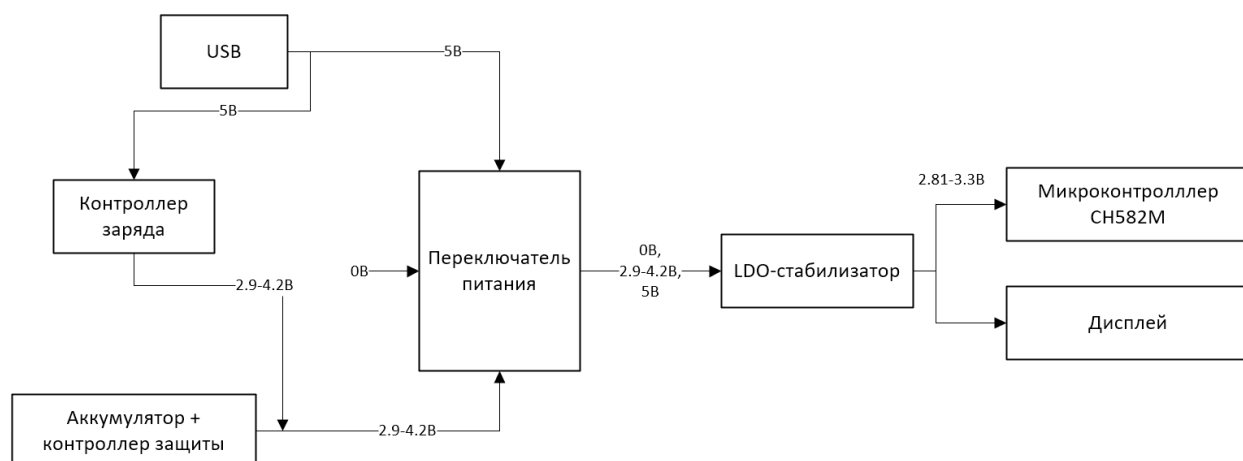 USB
5В
5В
Контроллер
заряда
2.9-4.2В
0В
Переключатель
питания
0В,
2.9-4.2В,
5В
LDO-стабилизатор
2.81-3.3В
Микроконтролллер
CH582M
Дисплей
Аккумулятор +
контроллер защиты
2.9-4.2В